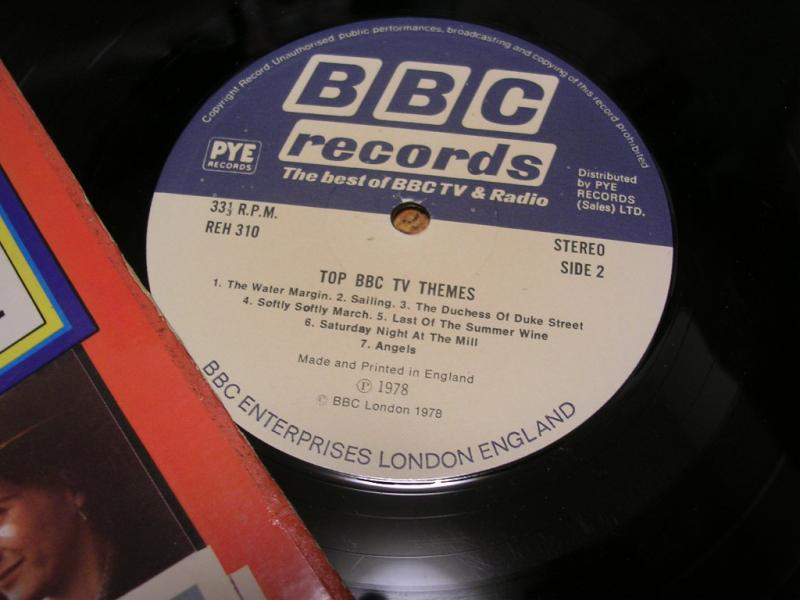 Copyright Record. Unauthorised public performances, broadcasting and copying of this record prohibited
BBC
records
The best of BBC TV & Radio
PYE
RECORDS
Distributed
by PYE
RECORDS
(Sales) LTD.
33⅓ R.P.M.
REH 310
STEREO
SIDE 2
TOP BBC TV THEMES
1. The Water Margin. 2. Sailing. 3. The Duchess Of Duke Street
4. Softly Softly March. 5. Last Of The Summer Wine
6. Saturday Night At The Mill
7. Angels
Made and Printed in England
℗ 1978
© BBC London 1978
BBC ENTERPRISES LONDON ENGLAND